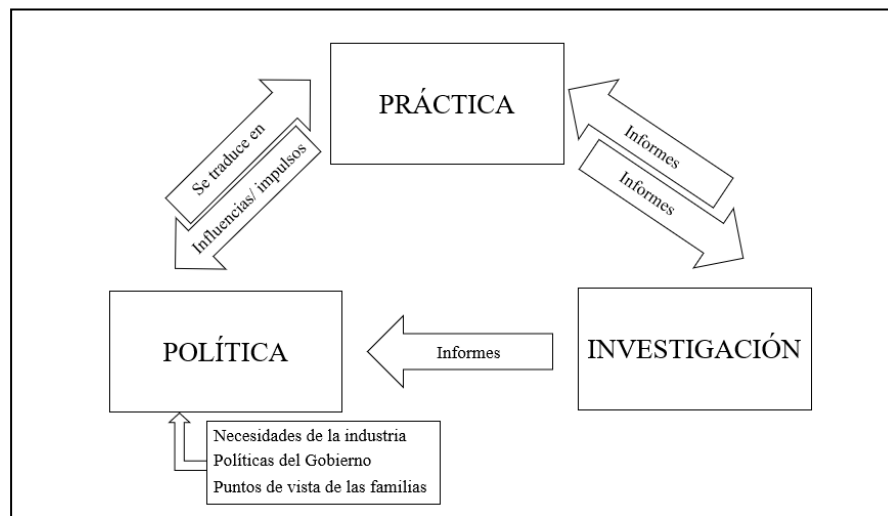 PRÁCTICA
Se traduce en
Influencias/ impulsos
Informes
Informes
POLÍTICA
Informes
INVESTIGACIÓN
Necesidades de la industria
Políticas del Gobierno
Puntos de vista de las familias